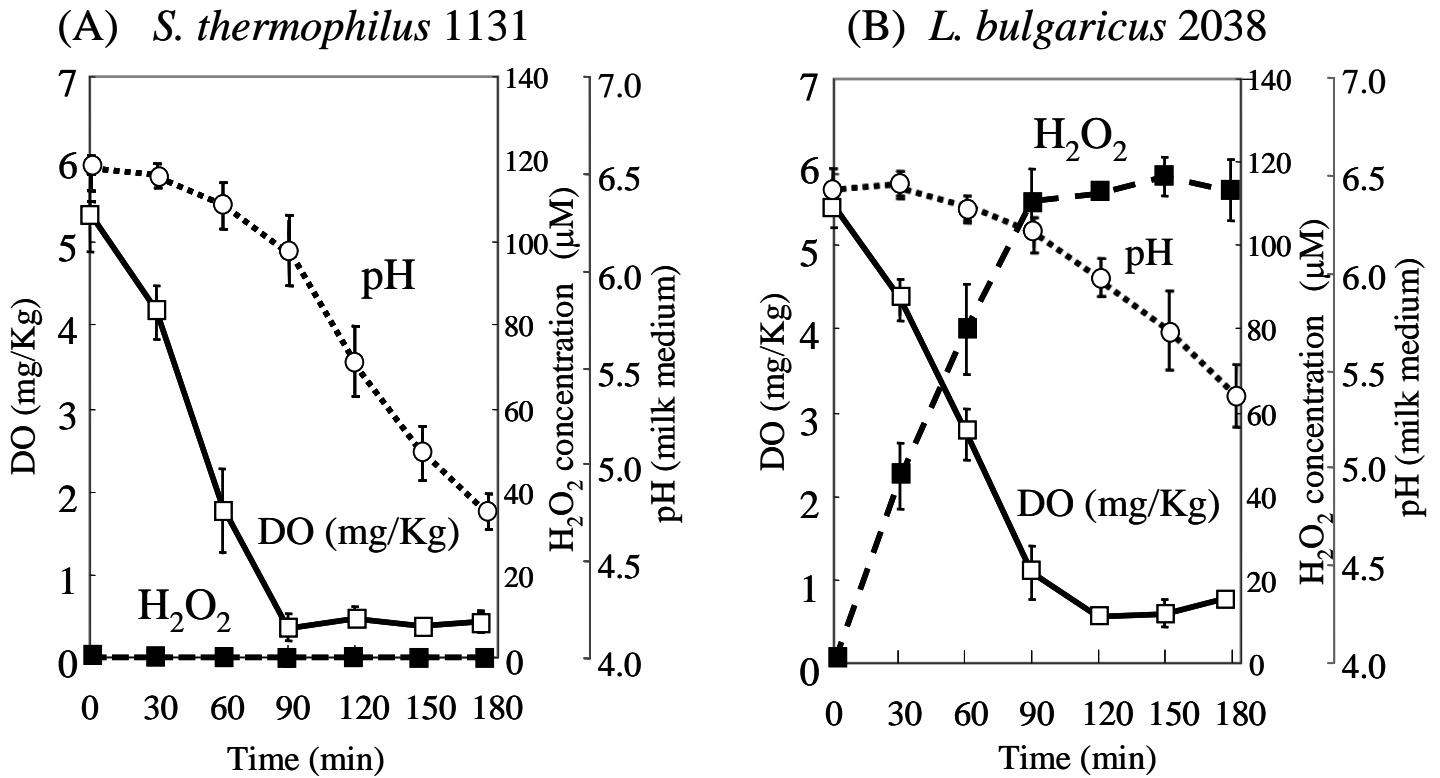 (A) S. thermophilus 1131
7
6
5
4
3
2
1
0
DO (mg/Kg)
140
120
100
80
60
40
20
0
H₂O₂ concentration (μM)
7.0
6.5
6.0
5.5
5.0
4.5
4.0
pH (milk medium)
pH
DO (mg/Kg)
H₂O₂
0 30 60 90 120 150 180
Time (min)
(B) L. bulgaricus 2038
7
6
5
4
3
2
1
0
DO (mg/Kg)
140
120
100
80
60
40
20
0
H₂O₂ concentration (μM)
7.0
6.5
6.0
5.5
5.0
4.5
4.0
pH (milk medium)
H₂O₂
pH
DO (mg/Kg)
0 30 60 90 120 150 180
Time (min)